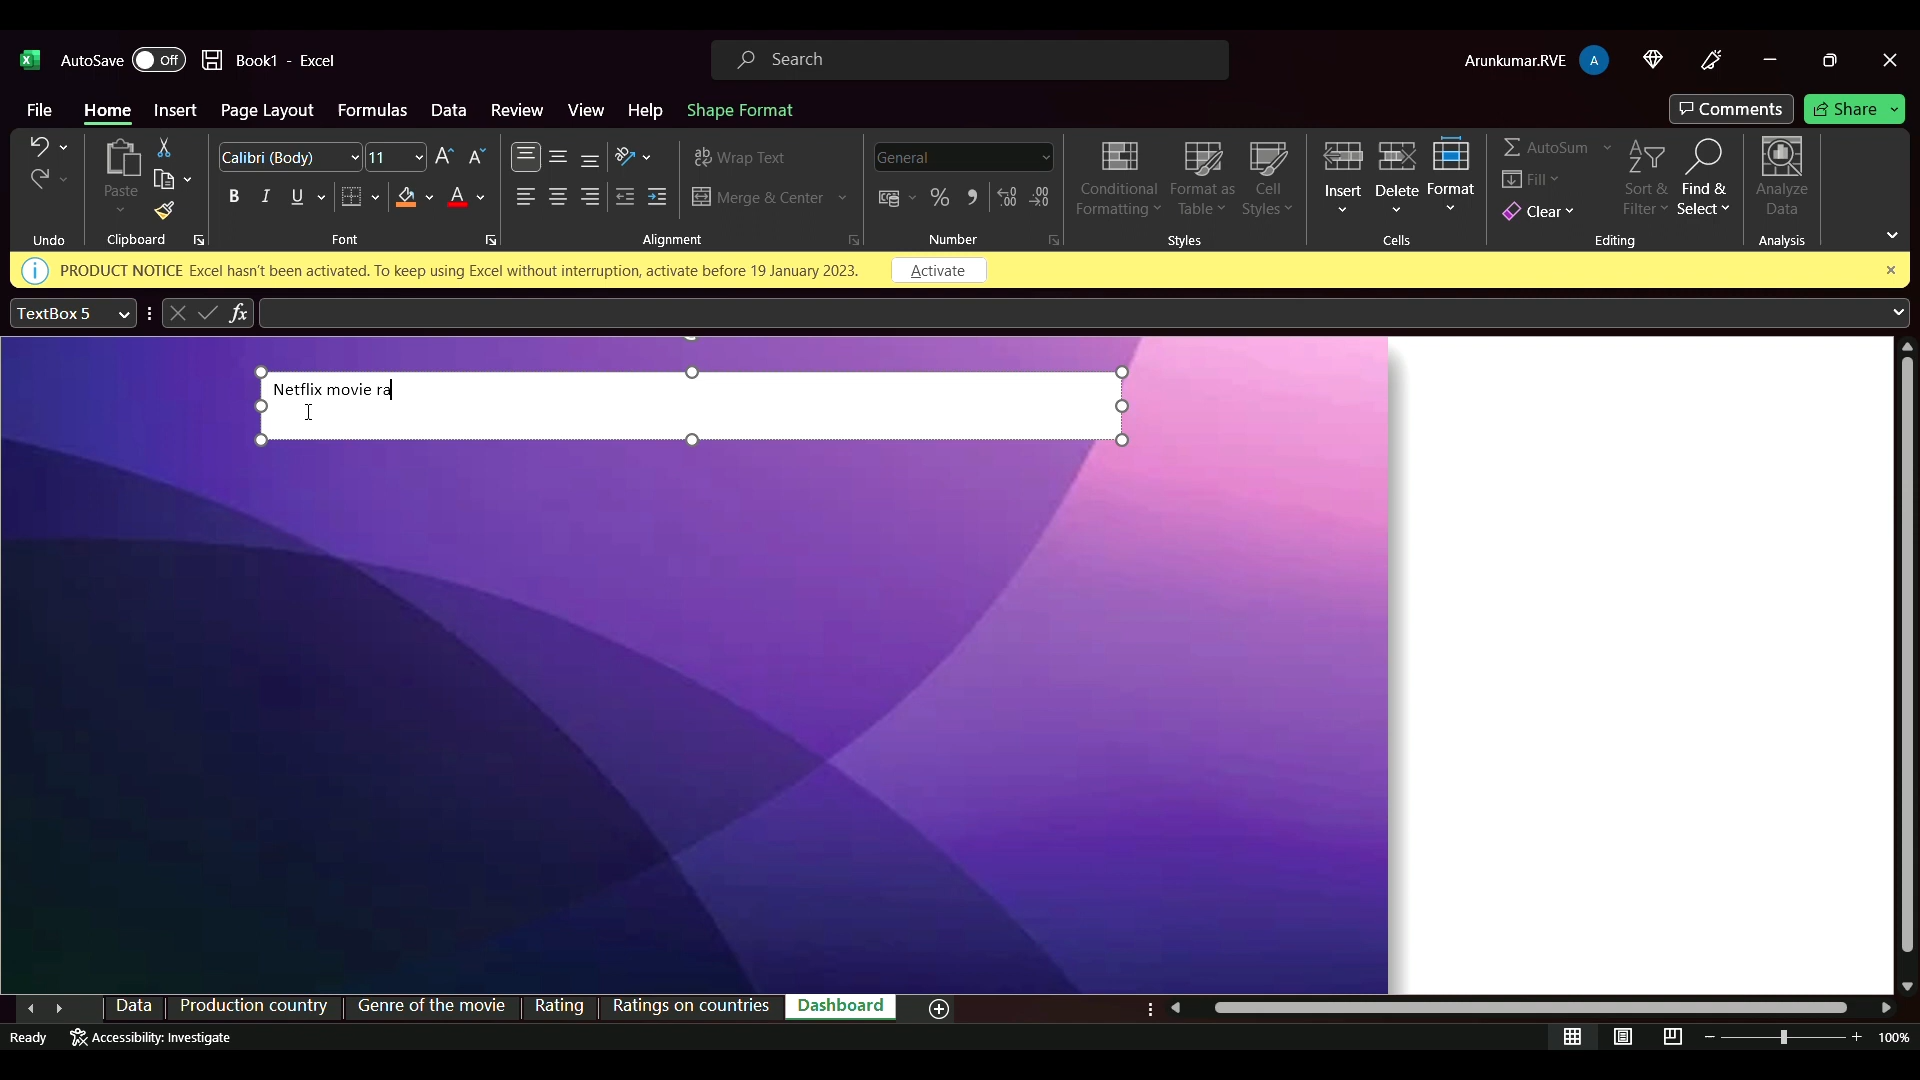 AutoSave Off Book1 - Excel Search Arunkumar.RVE A
File Home Insert Page Layout Formulas Data Review View Help Shape Format Comments Share
Calibri (Body) 11 ab Wrap Text General AutoSum
Paste Conditional Formatting Format as Table Cell Styles Insert Delete Format Fill Sort & Filter Find & Select Analyze Data
B I U A Merge & Center % Clear
Undo Clipboard Font Alignment Number Styles Cells Editing Analysis
PRODUCT NOTICE Excel hasn't been activated. To keep using Excel without interruption, activate before 19 January 2023. Activate
TextBox 5 fx
Netflix movie ra
Data Production country Genre of the movie Rating Ratings on countries Dashboard
Ready Accessibility: Investigate 100%